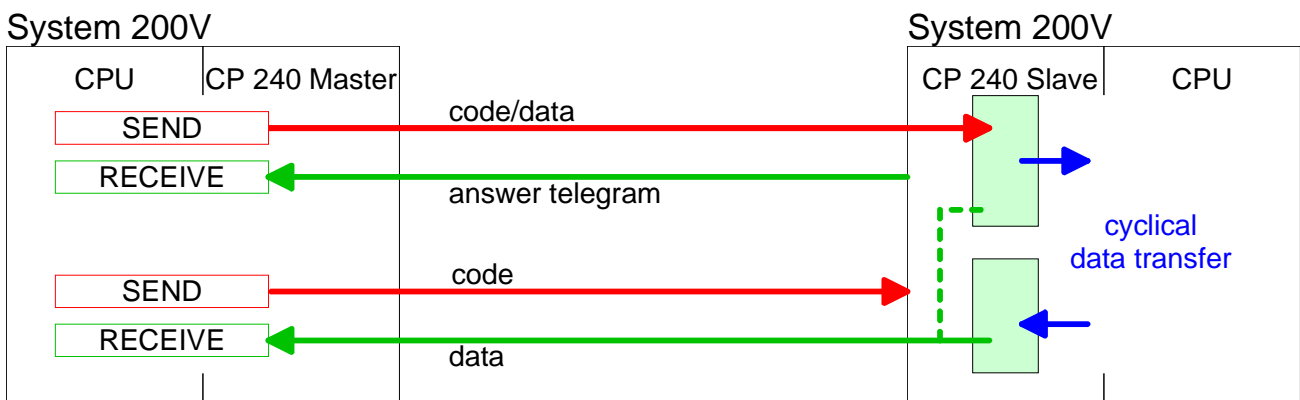 System 200V
System 200V
CPU
CP 240 Master
CP 240 Slave
CPU
SEND
code/data
RECEIVE
answer telegram
cyclical
data transfer
SEND
code
RECEIVE
data